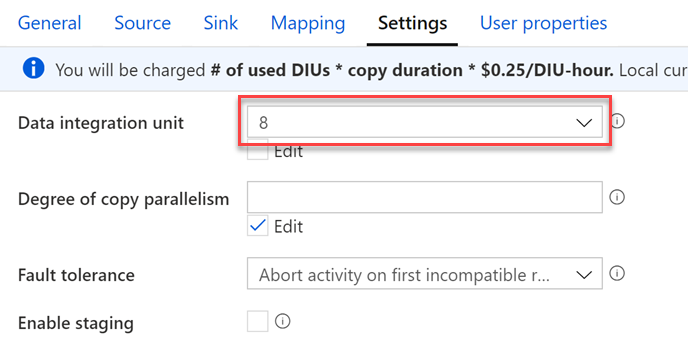 General Source Sink Mapping Settings User properties
You will be charged # of used DIUs * copy duration * $0.25/DIU-hour. Local cur
Data integration unit 8
Edit
Degree of copy parallelism
Edit
Fault tolerance Abort activity on first incompatible r...
Enable staging